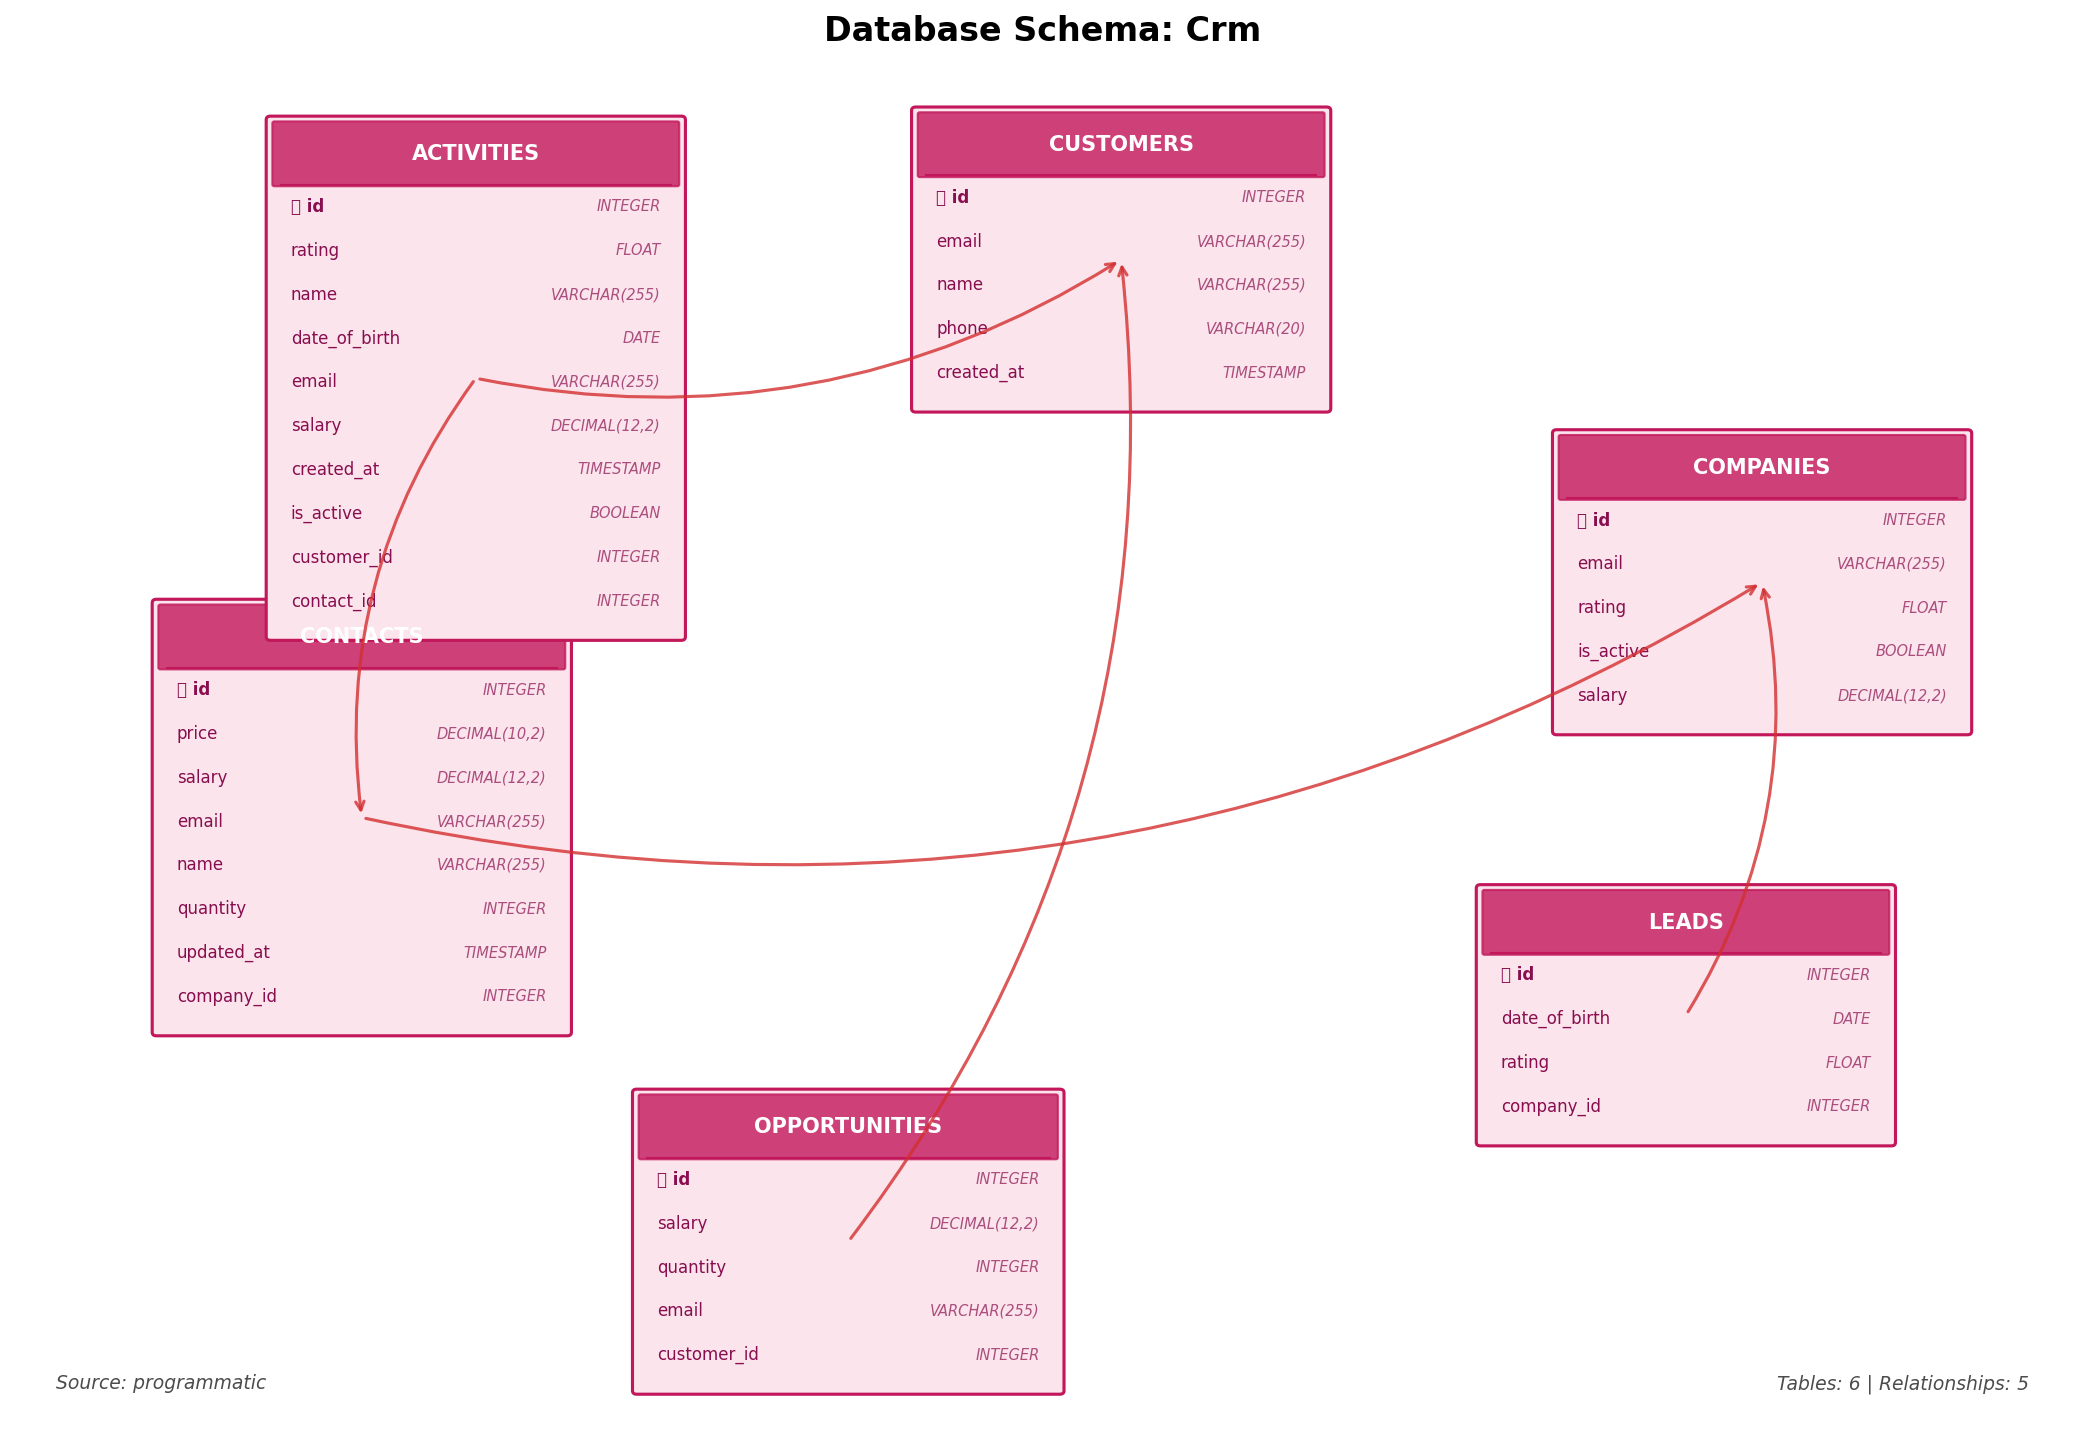 Database Schema: Crm
ACTIVITIES
id INTEGER
rating FLOAT
name VARCHAR(255)
date_of_birth DATE
email VARCHAR(255)
salary DECIMAL(12,2)
created_at TIMESTAMP
is_active BOOLEAN
customer_id INTEGER
contact_id INTEGER
CUSTOMERS
id INTEGER
email VARCHAR(255)
name VARCHAR(255)
phone VARCHAR(20)
created_at TIMESTAMP
COMPANIES
id INTEGER
email VARCHAR(255)
rating FLOAT
is_active BOOLEAN
salary DECIMAL(12,2)
CONTACTS
id INTEGER
price DECIMAL(10,2)
salary DECIMAL(12,2)
email VARCHAR(255)
name VARCHAR(255)
quantity INTEGER
updated_at TIMESTAMP
company_id INTEGER
LEADS
id INTEGER
date_of_birth DATE
rating FLOAT
company_id INTEGER
OPPORTUNITIES
id INTEGER
salary DECIMAL(12,2)
quantity INTEGER
email VARCHAR(255)
customer_id INTEGER
Source: programmatic
Tables: 6 | Relationships: 5